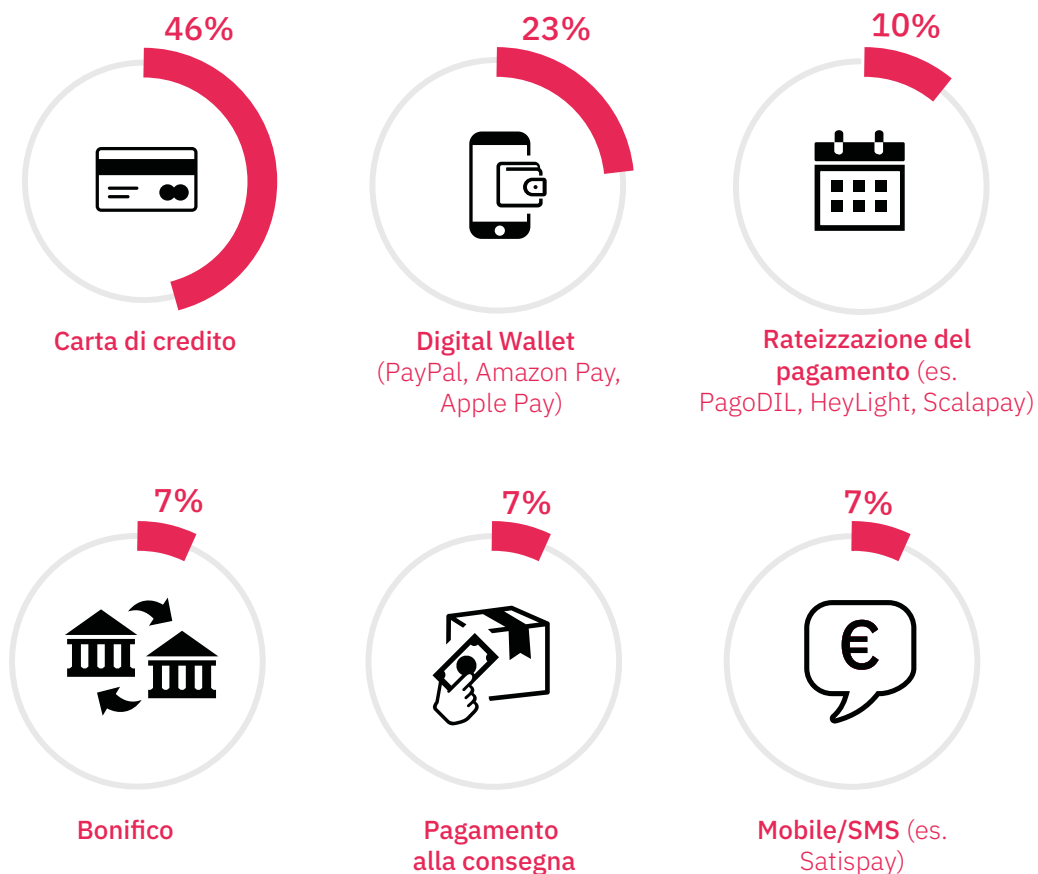 46%
23%
10%
Carta di credito
Digital Wallet
(PayPal, Amazon Pay,
Apple Pay)
Rateizzazione del
pagamento (es.
PagoDIL, HeyLight, Scalapay)
7%
7%
7%
€
Bonifico
Pagamento
alla consegna
Mobile/SMS (es.
Satispay)